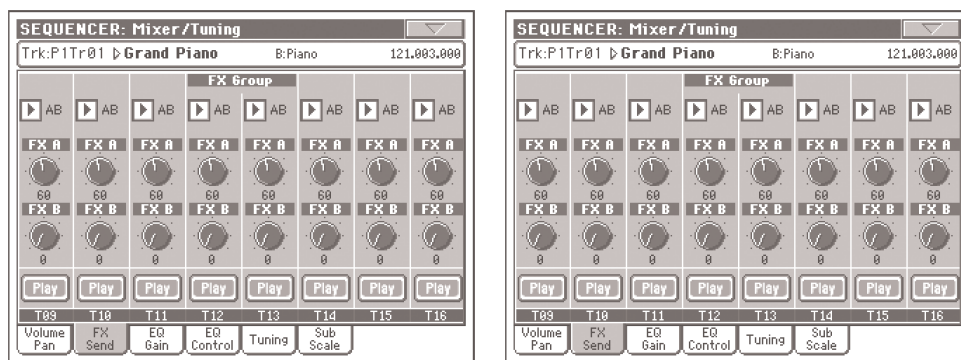 SEQUENCER: Mixer/Tuning
Trk:P1Tr01 Grand Piano B:Piano 121.003.000
FX Group
AB AB AB AB AB AB AB AB
FX A FX A FX A FX A FX A FX A FX A FX A
60 60 60 60 60 60 60 60
FX B FX B FX B FX B FX B FX B FX B FX B
0 0 0 0 0 0 0 0
Play Play Play Play Play Play Play Play
T09 T10 T11 T12 T13 T14 T15 T16
Volume Pan FX Send EQ Gain EQ Control Tuning Sub Scale
SEQUENCER: Mixer/Tuning
Trk:P1Tr01 Grand Piano B:Piano 121.003.000
FX Group
AB AB AB AB AB AB AB AB
FX A FX A FX A FX A FX A FX A FX A FX A
60 60 60 60 60 60 60 60
FX B FX B FX B FX B FX B FX B FX B FX B
0 0 0 0 0 0 0 0
Play Play Play Play Play Play Play Play
T09 T10 T11 T12 T13 T14 T15 T16
Volume Pan FX Send EQ Gain EQ Control Tuning Sub Scale